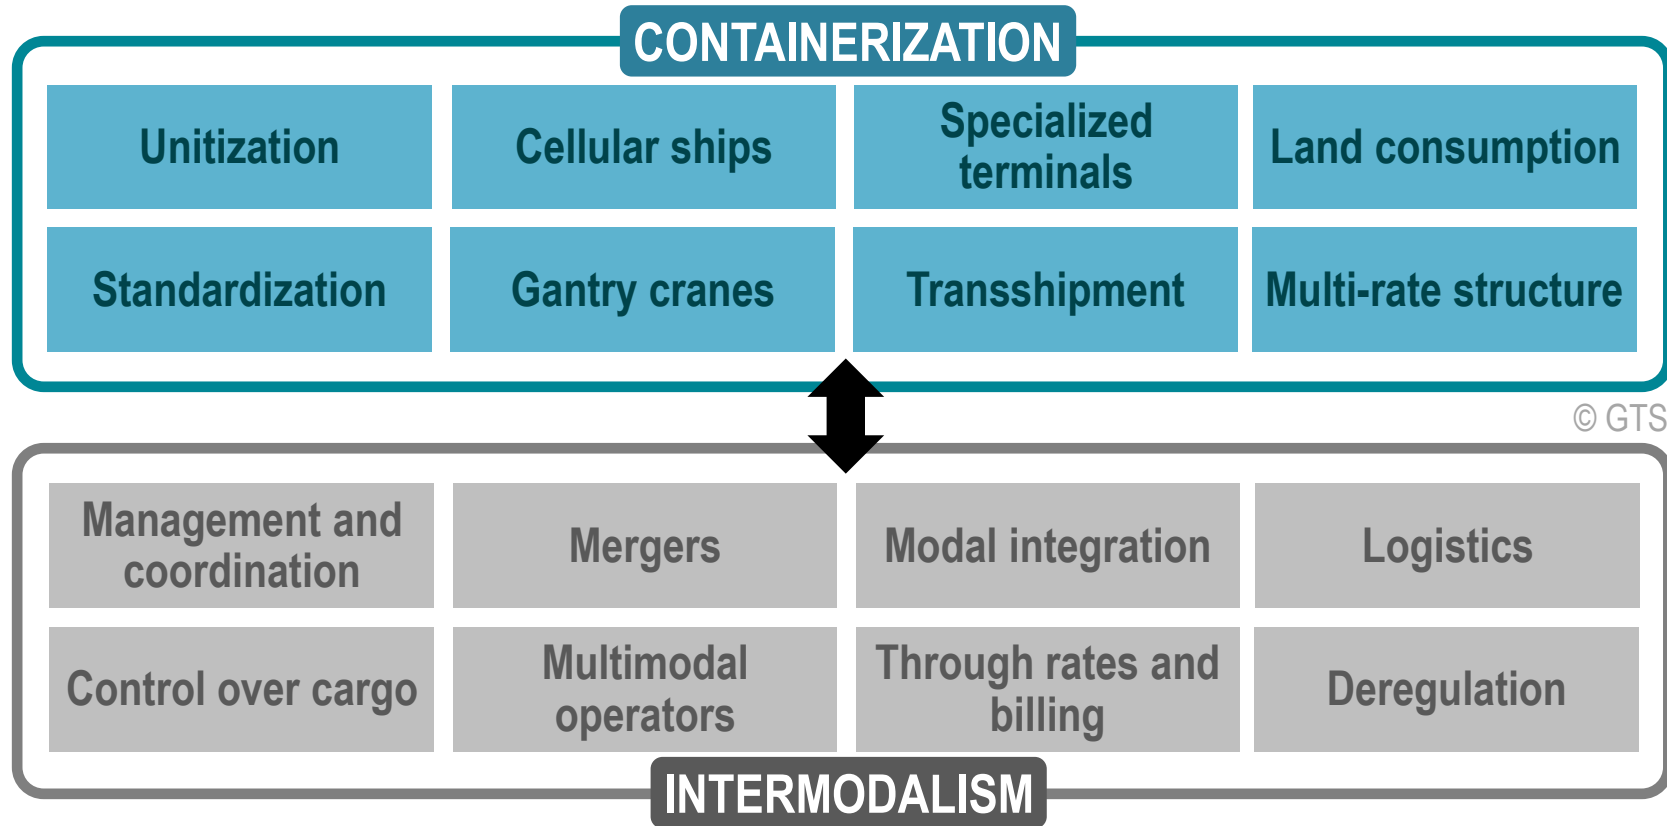 CONTAINERIZATION
Unitization
Cellular ships
Specialized
terminals
Land consumption
Standardization
Gantry cranes
Transshipment
Multi-rate structure
© GTS
Management and
coordination
Mergers
Modal integration
Logistics
Control over cargo
Multimodal
operators
Through rates and
billing
Deregulation
INTERMODALISM